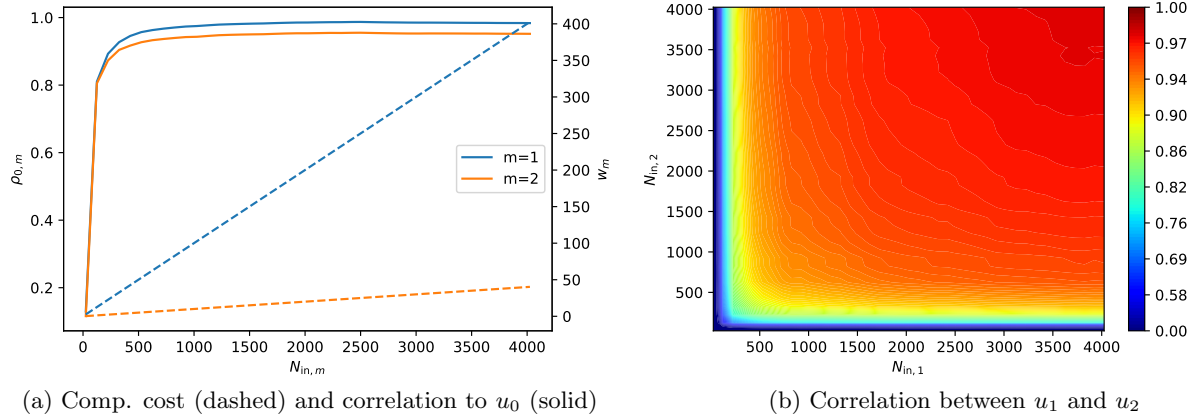 1.0
0.8
0.6
0.4
0.2
ρ0,m
0 500 1000 1500 2000 2500 3000 3500 4000
Nin, m
400
350
300
250
200
150
100
50
0
wm
m=1
m=2
(a) Comp. cost (dashed) and correlation to u0 (solid)
4000
3500
3000
2500
2000
1500
1000
500
Nin, 2
500 1000 1500 2000 2500 3000 3500 4000
Nin, 1
1.00
0.97
0.94
0.90
0.86
0.82
0.76
0.69
0.58
0.00
(b) Correlation between u1 and u2